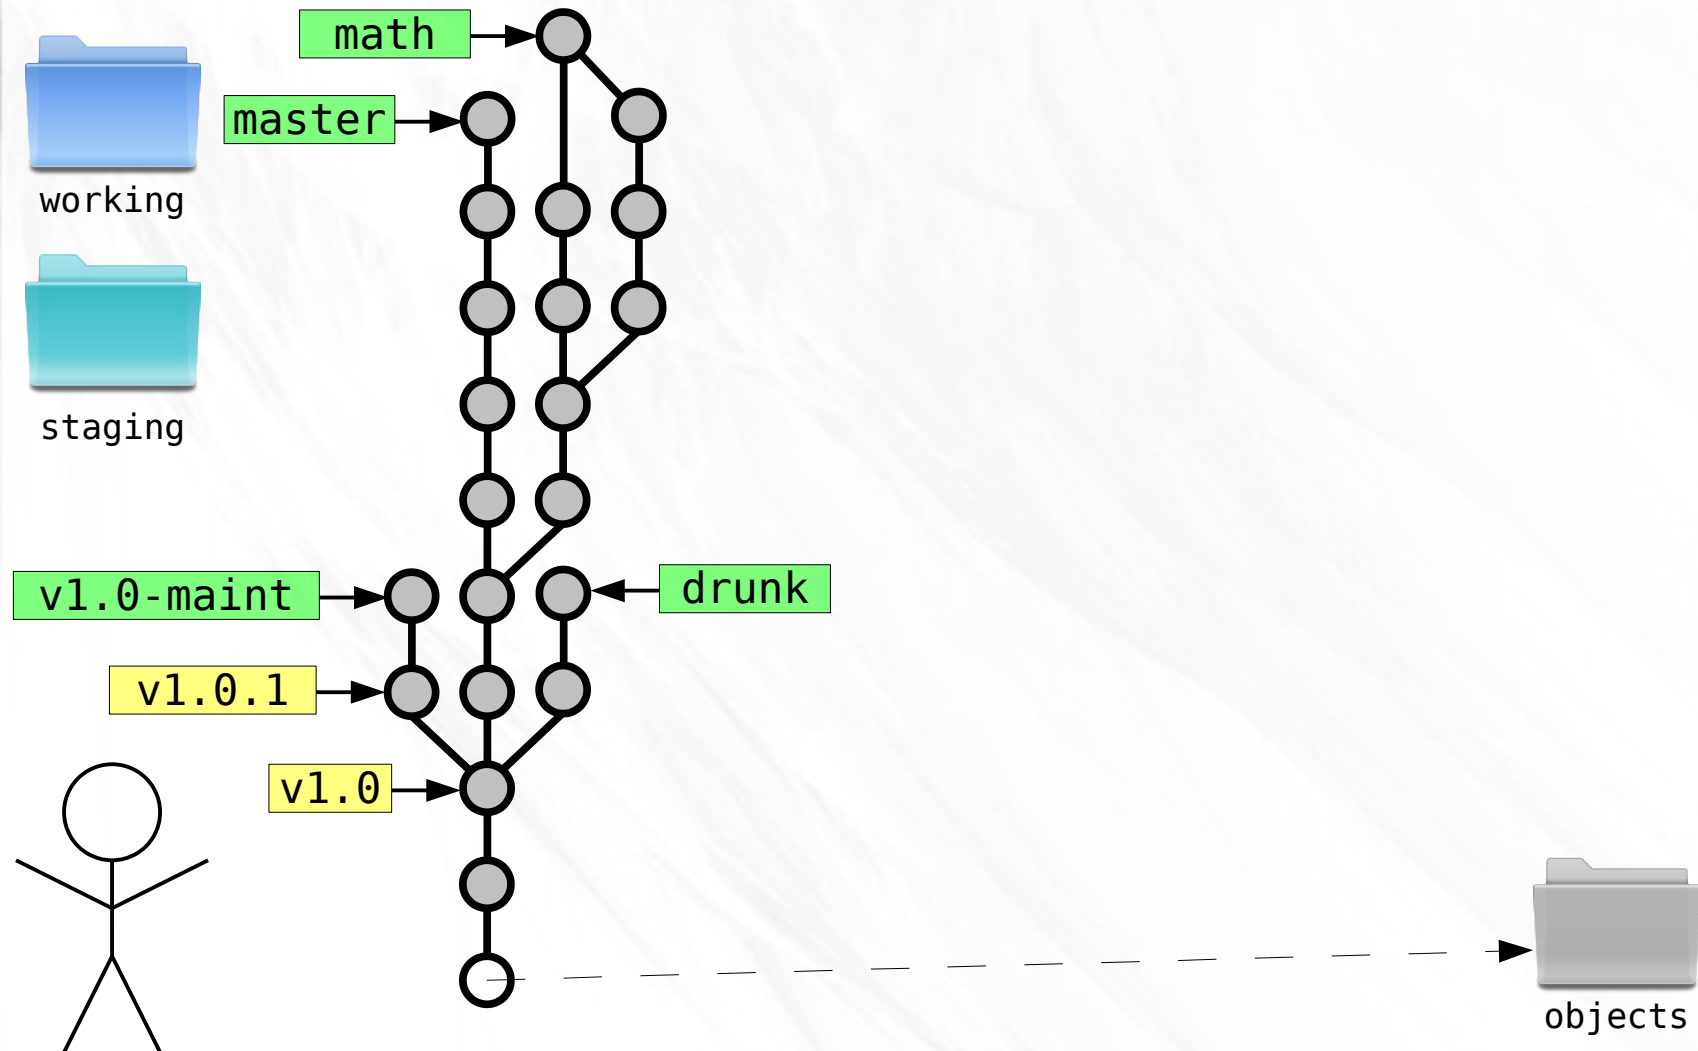 math
master
working
staging
v1.0-maint
drunk
v1.0.1
v1.0
objects